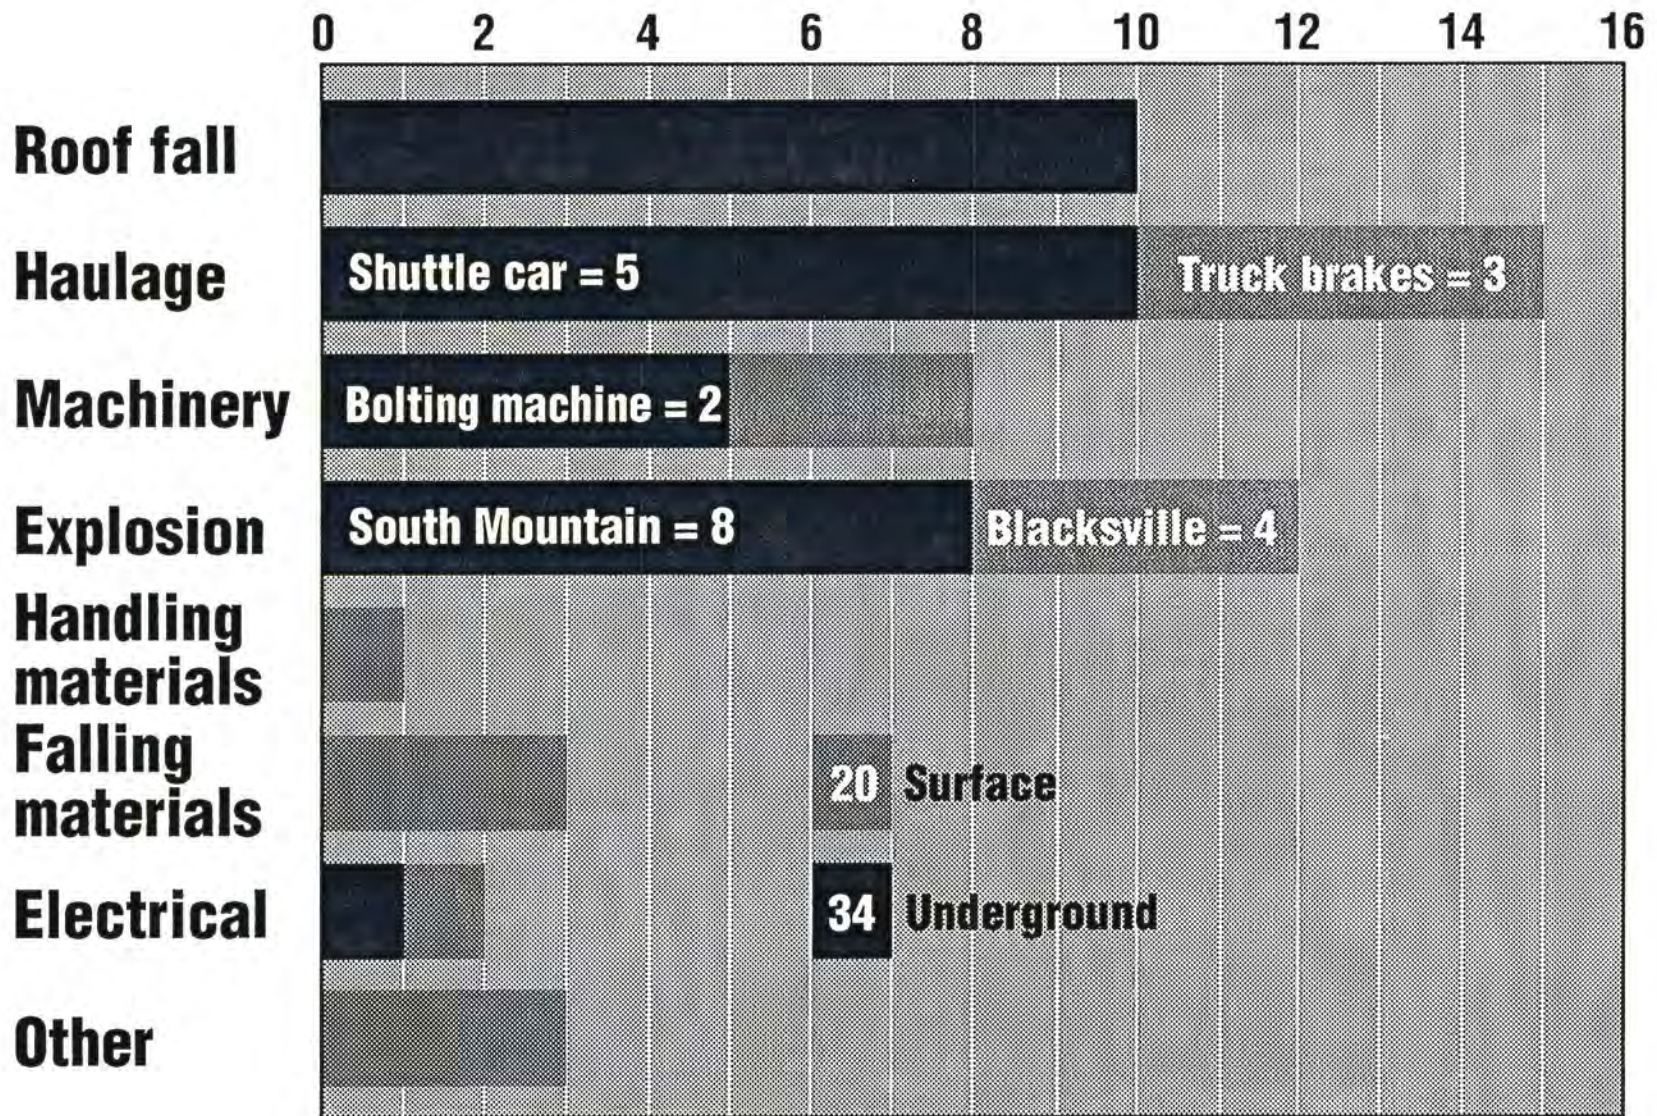 0 2 4 6 8 10 12 14 16
Roof fall
Haulage
Shuttle car = 5
Truck brakes = 3
Machinery
Bolting machine = 2
Explosion
South Mountain = 8
Blacksville = 4
Handling
materials
Falling
materials
20 Surface
Electrical
34 Underground
Other